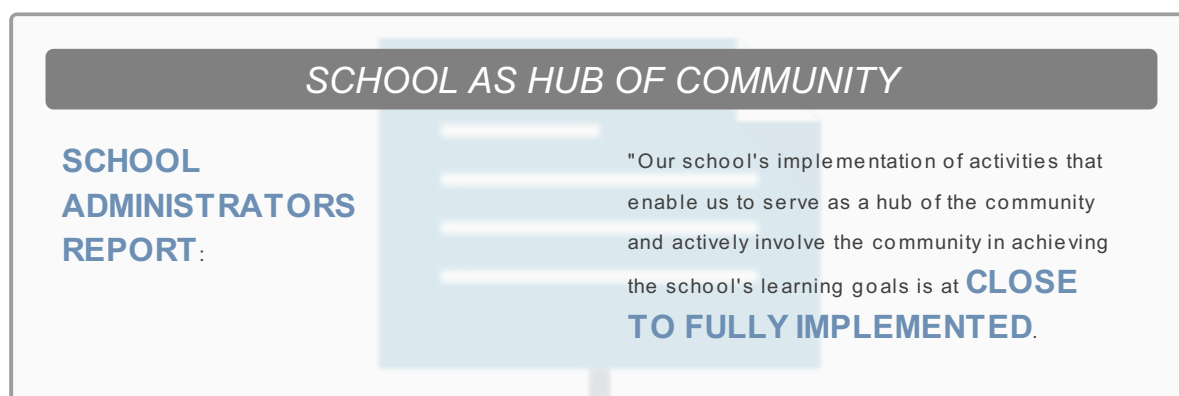 SCHOOL AS HUB OF COMMUNITY
SCHOOL
ADMINISTRATORS
REPORT:
"Our school's implementation of activities that
enable us to serve as a hub of the community
and actively involve the community in achieving
the school's learning goals is at CLOSE
TO FULLY IMPLEMENTED.